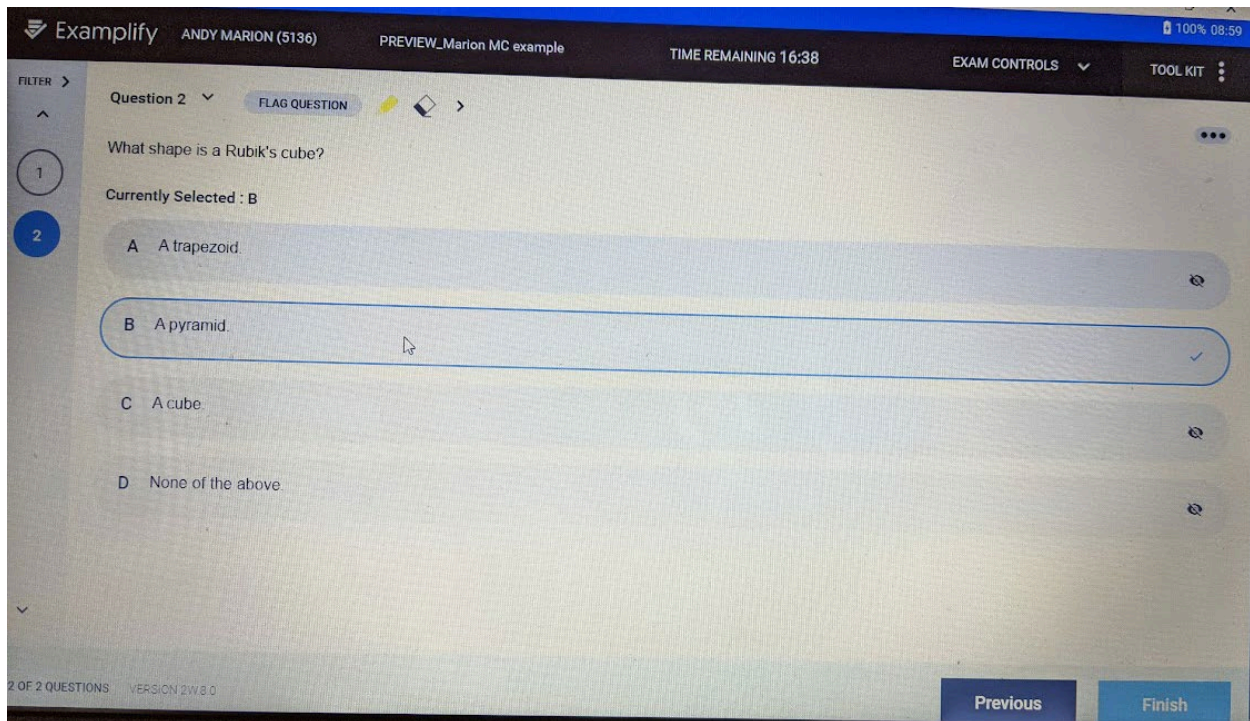 Examplify ANDY MARION (5136) PREVIEW_Marion MC example TIME REMAINING 16:38 EXAM CONTROLS TOOL KIT
100% 08:59
FILTER
Question 2 FLAG QUESTION
What shape is a Rubik's cube?
1
Currently Selected : B
2
A A trapezoid.
B A pyramid.
C A cube.
D None of the above.
2 OF 2 QUESTIONS VERSION 2W.8.0
Previous Finish